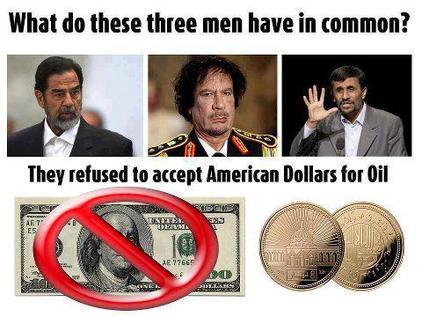 What do these three men have in common?
They refused to accept American Dollars for Oil